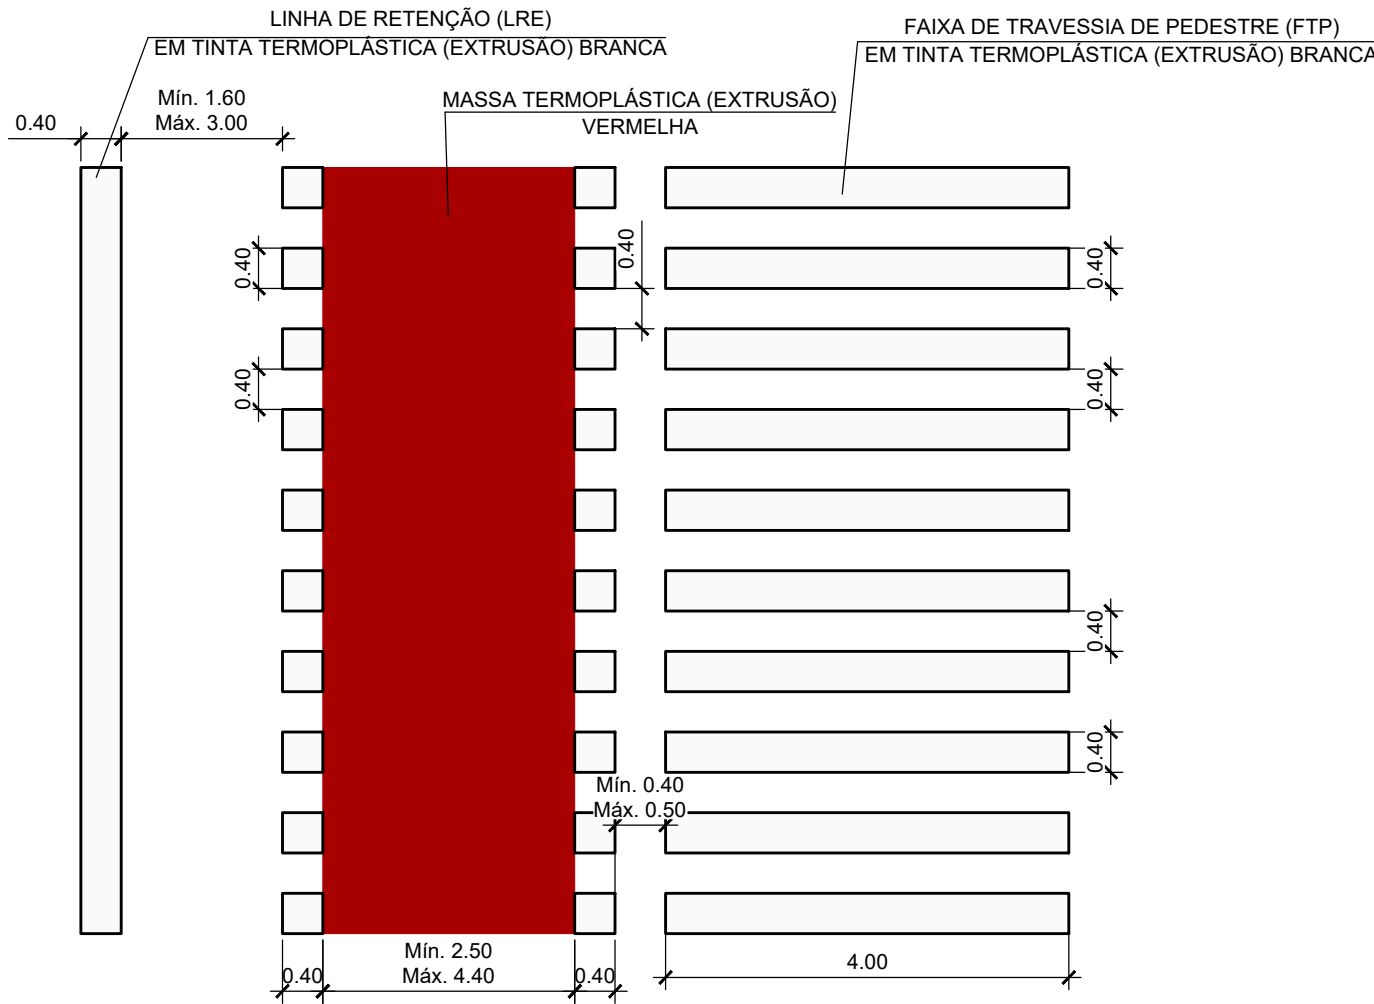 LINHA DE RETENÇÃO (LRE)
EM TINTA TERMOPLÁSTICA (EXTRUSÃO) BRANCA
FAIXA DE TRAVESSIA DE PEDESTRE (FTP)
EM TINTA TERMOPLÁSTICA (EXTRUSÃO) BRANCA
MASSA TERMOPLÁSTICA (EXTRUSÃO)
VERMELHA
0.40
Mín. 1.60
Máx. 3.00
0.40
0.40
0.40
0.40
0.40
0.40
0.40
Mín. 0.40
Máx. 0.50
0.40
Mín. 2.50
Máx. 4.40
0.40
4.00